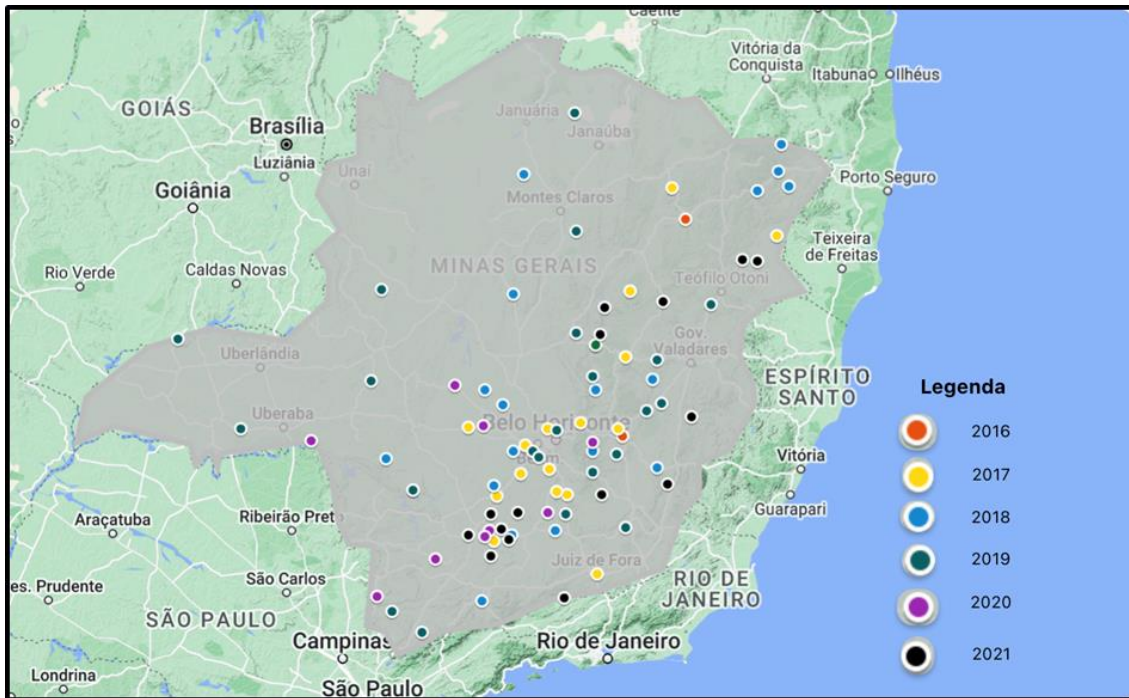 Caetité
Vitória da
Conquista
Itabuna
Ilhéus
GOIÁS
Januária
Janaúba
Brasília
Luziânia
Unaí
Goiânia
Porto Seguro
Montes Claros
Teixeira
de Freitas
Rio Verde
Caldas Novas
MINAS GERAIS
Teófilo Otoni
Gov.
Valadares
Uberlândia
ESPÍRITO
SANTO
Legenda
Uberaba
Belo Horizonte
2016
Vitória
2017
Guarapari
Araçatuba
Ribeirão Preto
2018
Juiz de Fora
2019
es. Prudente
São Carlos
RIO DE
JANEIRO
2020
SÃO PAULO
Campinas
Rio de Janeiro
2021
Londrina
São Paulo